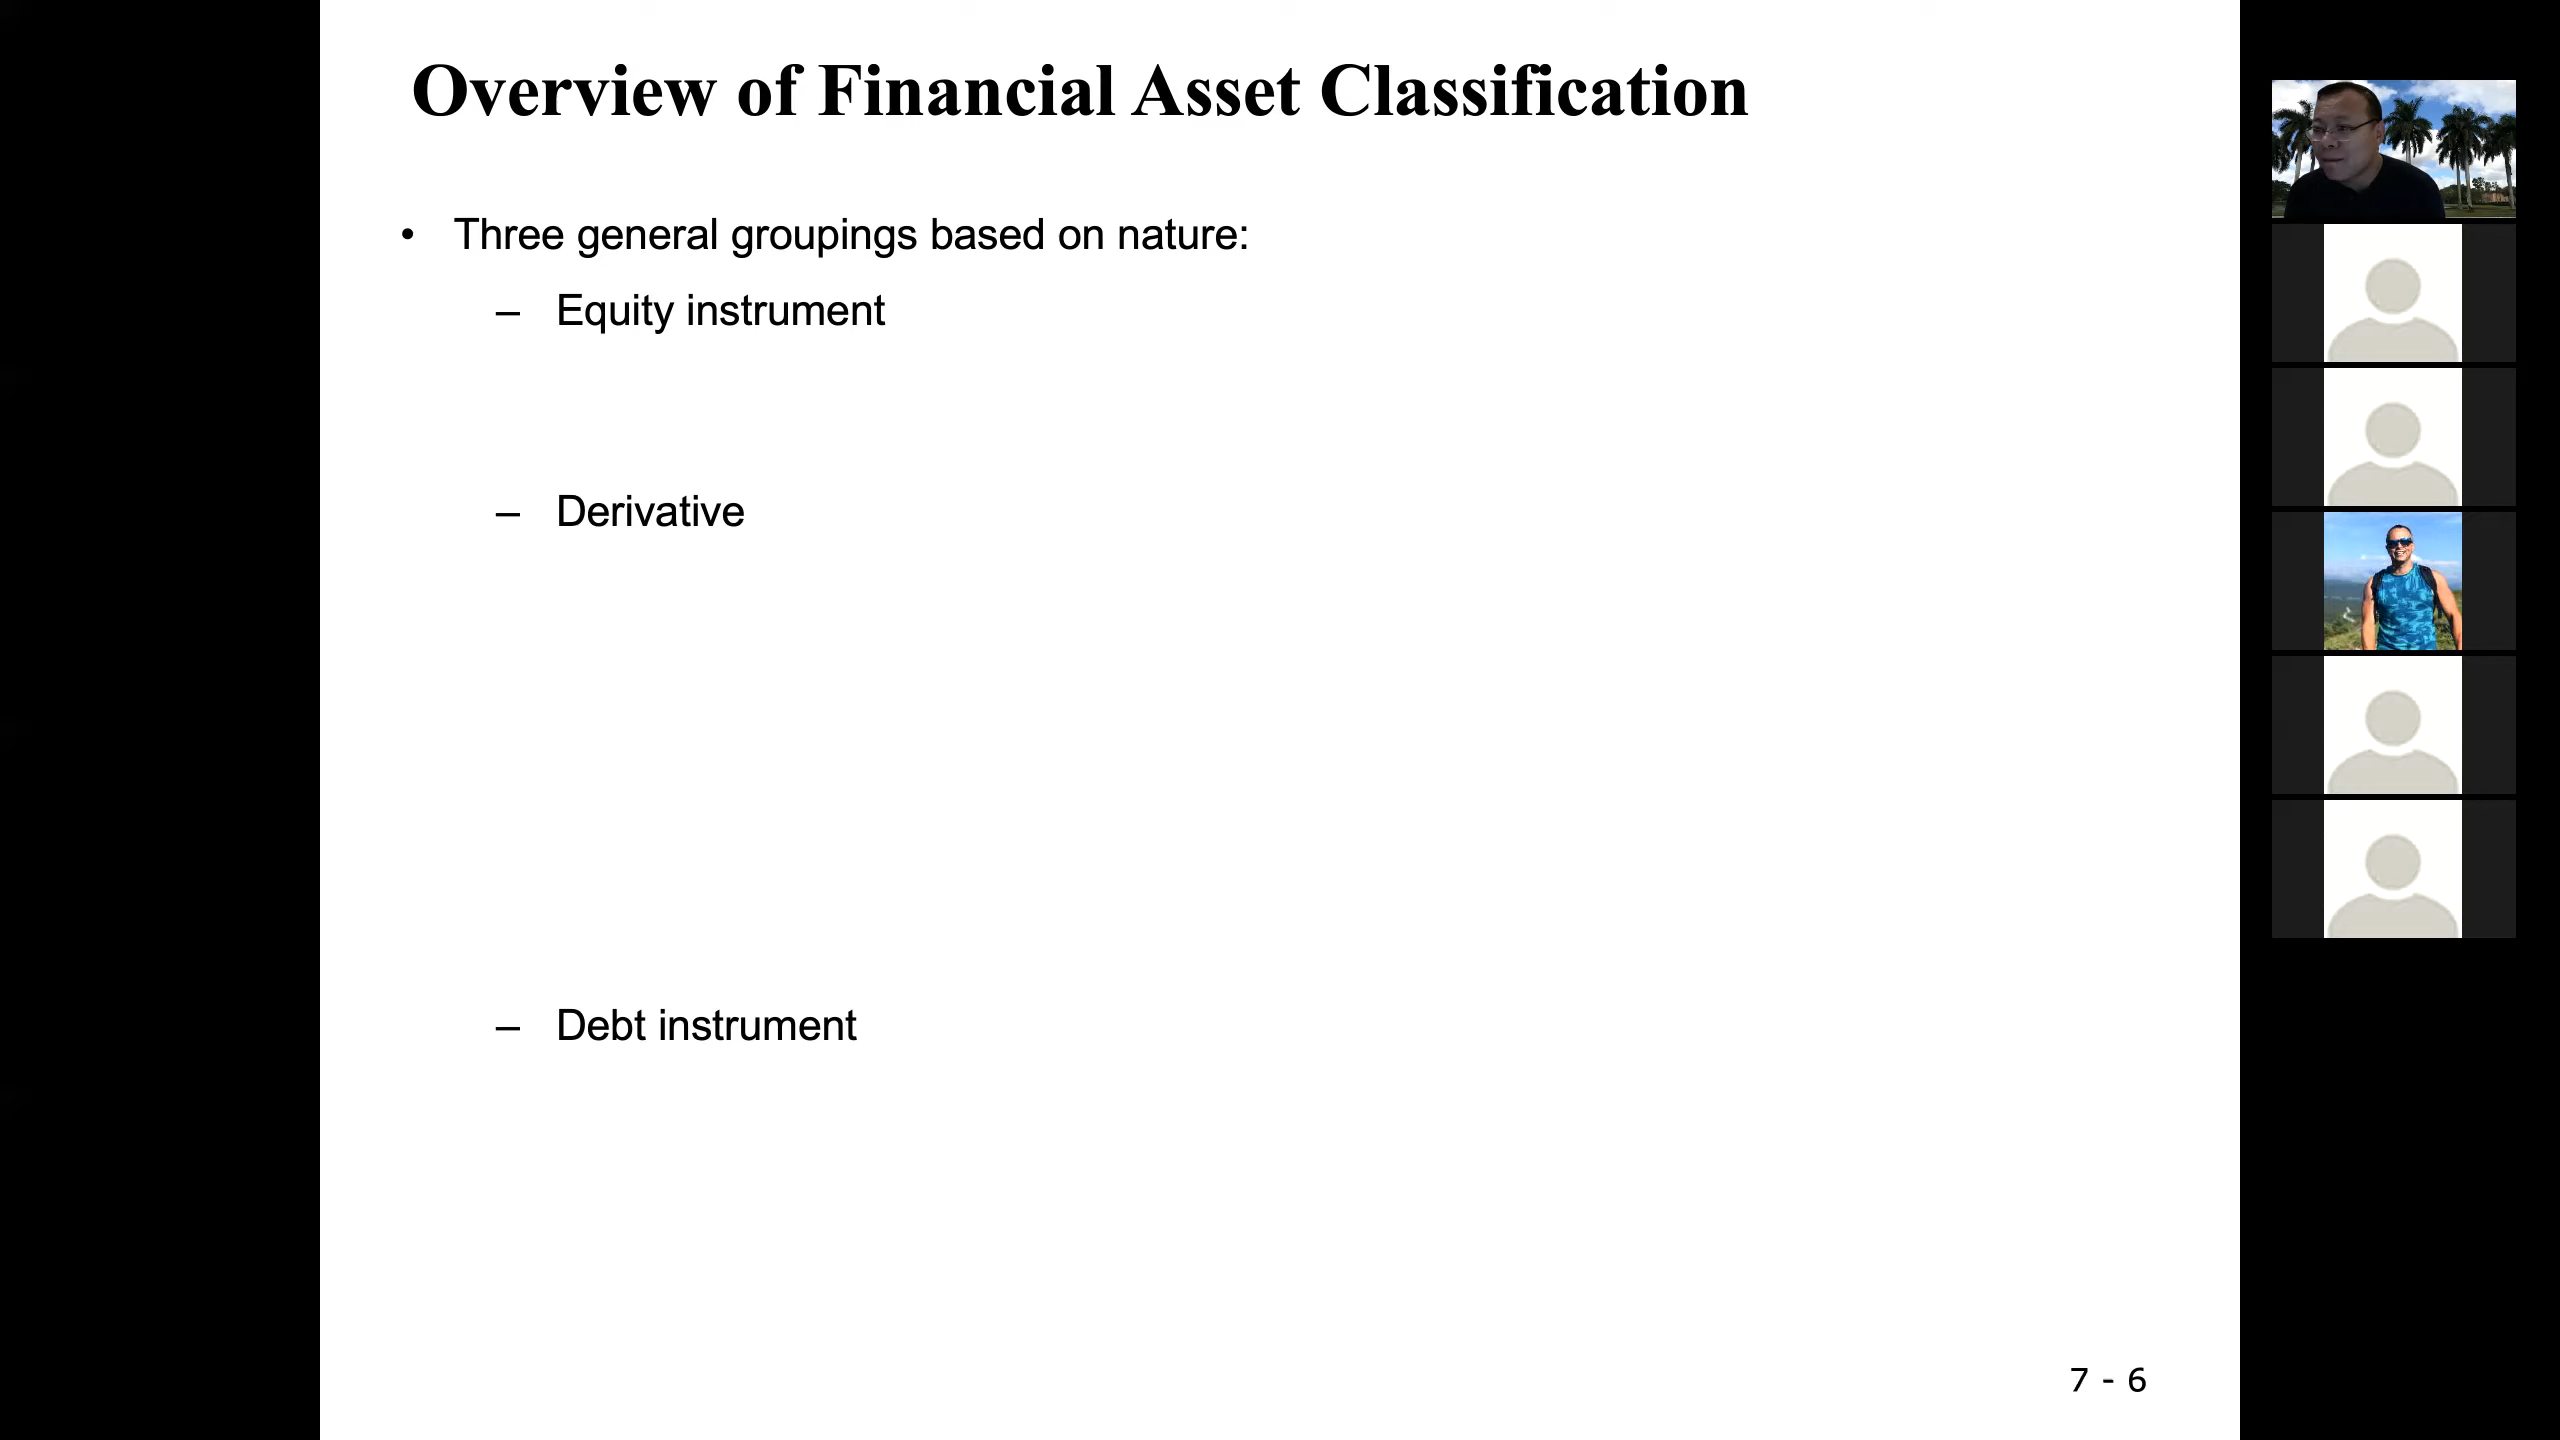 Overview of Financial Asset Classification
• Three general groupings based on nature:
– Equity instrument
– Derivative
– Debt instrument
7 - 6